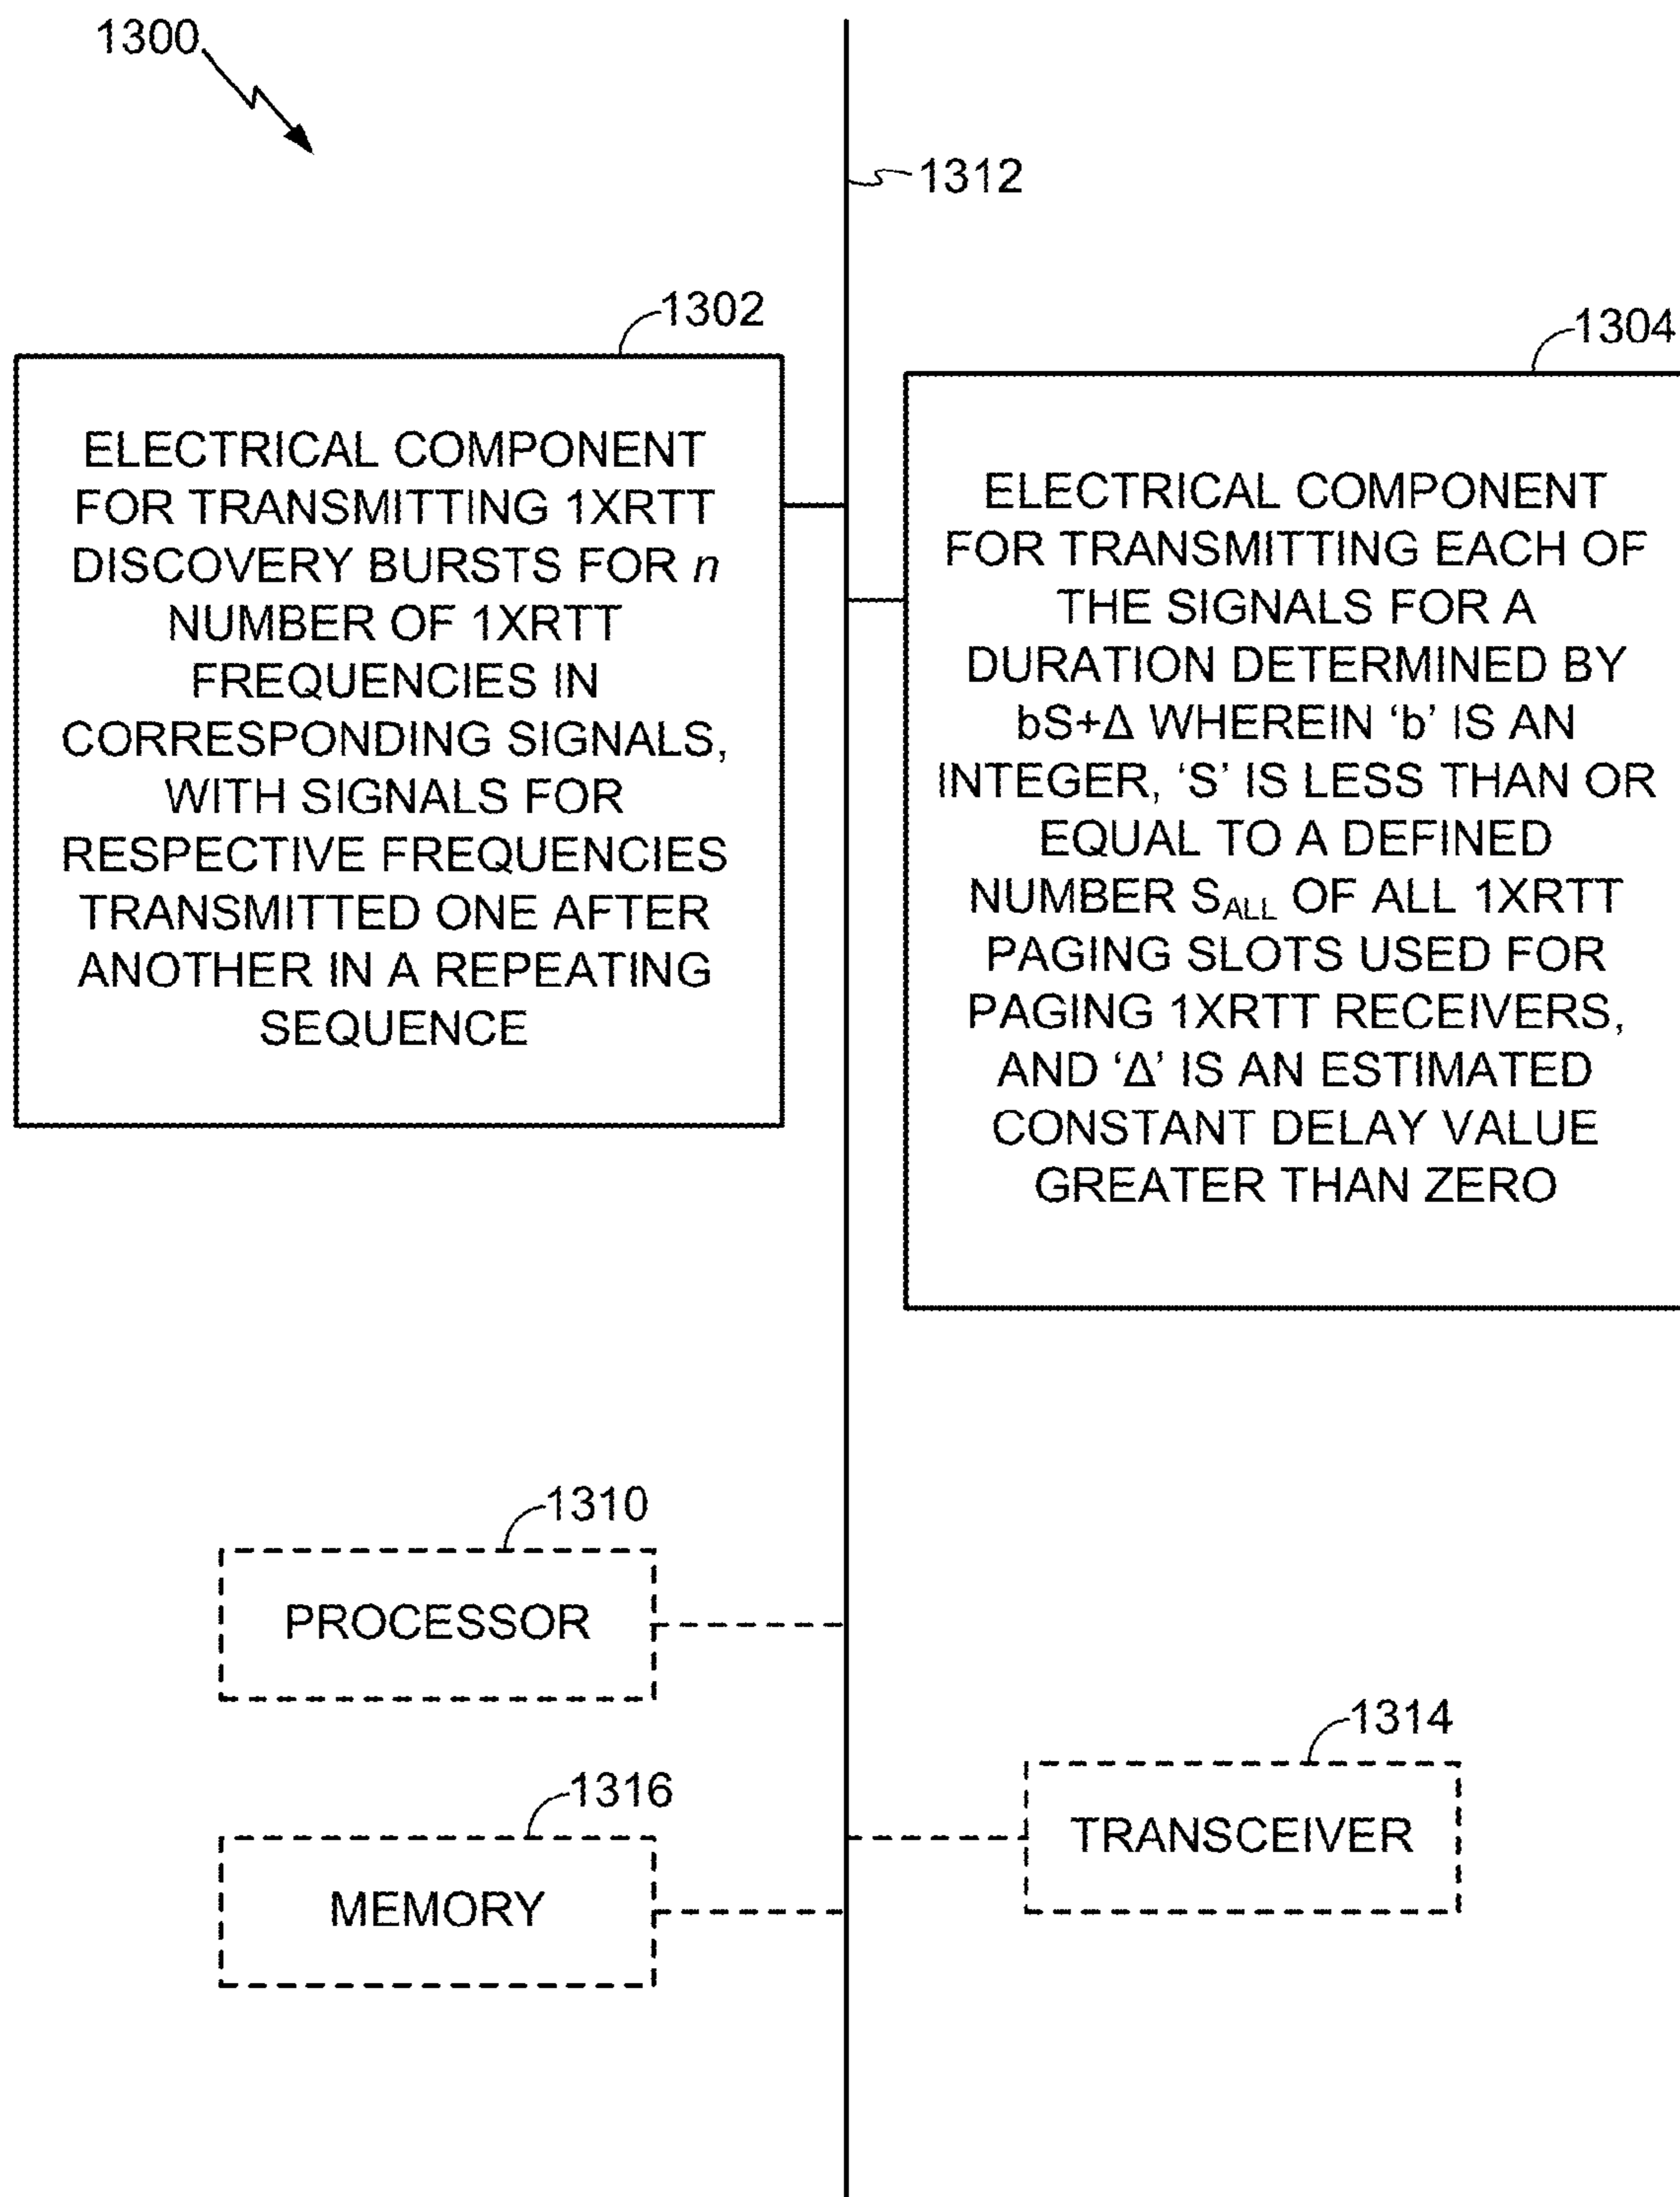 1300
1312
1302
ELECTRICAL COMPONENT
FOR TRANSMITTING 1XRTT
DISCOVERY BURSTS FOR n
NUMBER OF 1XRTT
FREQUENCIES IN
CORRESPONDING SIGNALS,
WITH SIGNALS FOR
RESPECTIVE FREQUENCIES
TRANSMITTED ONE AFTER
ANOTHER IN A REPEATING
SEQUENCE
1304
ELECTRICAL COMPONENT
FOR TRANSMITTING EACH OF
THE SIGNALS FOR A
DURATION DETERMINED BY
bS+Δ WHEREIN ‘b’ IS AN
INTEGER, ‘S’ IS LESS THAN OR
EQUAL TO A DEFINED
NUMBER SALL OF ALL 1XRTT
PAGING SLOTS USED FOR
PAGING 1XRTT RECEIVERS,
AND ‘Δ’ IS AN ESTIMATED
CONSTANT DELAY VALUE
GREATER THAN ZERO
1310
PROCESSOR
1314
TRANSCEIVER
1316
MEMORY